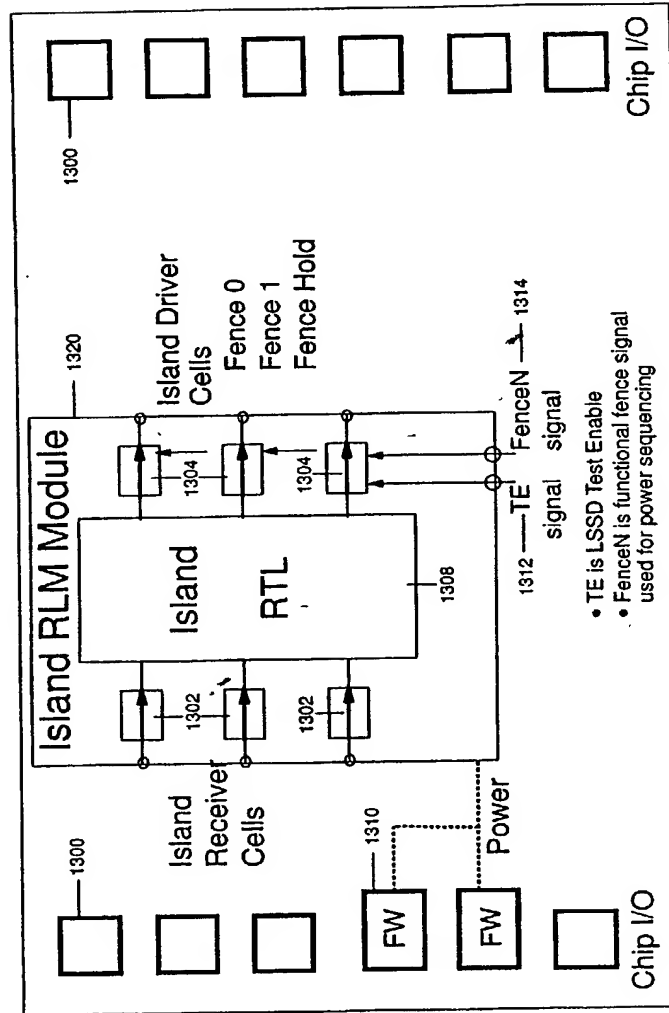 1300
1300
1320
Island RLM Module
Island
Receiver
Cells
1302
1302
Island
RTL
1308
1304
1304
Island Driver
Cells
Fence 0
Fence 1
Fence Hold
1310
FW
FW
Power
1312
TE
signal
FenceN
signal
1314
• TE is LSSD Test Enable
• FenceN is functional fence signal
used for power sequencing
Chip I/O
Chip I/O